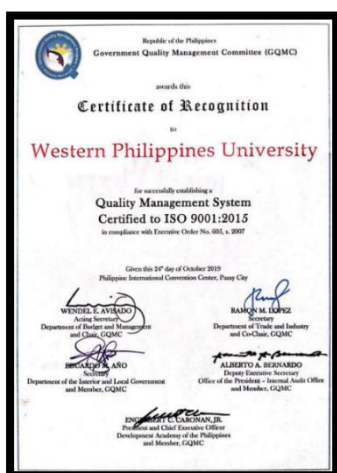 Republic of the Philippines
Government Quality Management Committee (GQMC)
awards this
Certificate of Recognition
to
Western Philippines University
for successfully establishing a
Quality Management System
Certified to ISO 9001:2015
in compliance with Executive Order No. 605, s. 2007
Given this 24th day of October 2019
Philippine International Convention Center, Pasay City
WENDEL E. AVISADO
Acting Secretary
Department of Budget and Management
and Chair, GQMC
RAMON M. LOPEZ
Secretary
Department of Trade and Industry
and Co-Chair, GQMC
EDUARDO M. AÑO
Secretary
Department of the Interior and Local Government
and Member, GQMC
ALBERTO A. BERNARDO
Deputy Executive Secretary
Office of the President – Internal Audit Office
and Member, GQMC
ENGELBERT C. CARONAN, JR.
President and Chief Executive Officer
Development Academy of the Philippines
and Member, GQMC